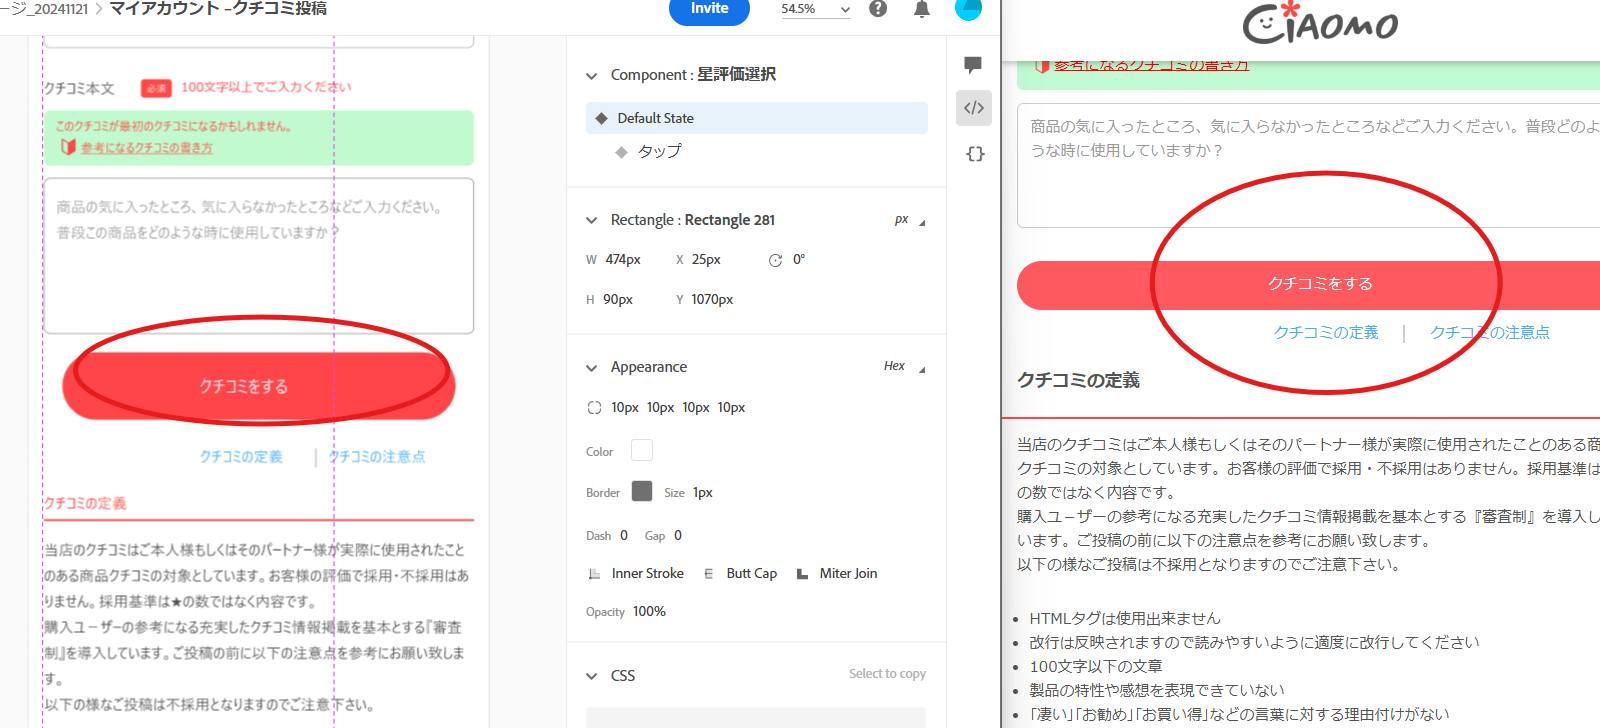 ージ_20241121 > マイアカウント -クチコミ投稿
Invite
54.5%
クチコミ本文 必須 100文字以上でご入力ください
このクチコミが最初のクチコミになるかもしれません。
参考になるクチコミの書き方
商品の気に入ったところ、気に入らなかったところなどご入力ください。
普段この商品をどのような時に使用していますか?
クチコミをする
クチコミの定義 | クチコミの注意点
クチコミの定義
当店のクチコミはご本人様もしくはそのパートナー様が実際に使用されたこと
のある商品クチコミの対象としています。お客様の評価で採用・不採用はあ
りません。採用基準は★の数ではなく内容です。
購入ユーザーの参考になる充実したクチコミ情報掲載を基本とする『審査
制』を導入しています。ご投稿の前に以下の注意点を参考にお願い致しま
す。
以下の様なご投稿は不採用となりますのでご注意下さい。
Component : 星評価選択
Default State
タップ
Rectangle : Rectangle 281 px
W 474px X 25px 0°
H 90px Y 1070px
Appearance Hex
10px 10px 10px 10px
Color
Border Size 1px
Dash 0 Gap 0
Inner Stroke Butt Cap Miter Join
Opacity 100%
CSS Select to copy
CIAOMO
参考になるクチコミの書き方
商品の気に入ったところ、気に入らなかったところなどご入力ください。普段どのよ
うな時に使用していますか？
クチコミをする
クチコミの定義 | クチコミの注意点
クチコミの定義
当店のクチコミはご本人様もしくはそのパートナー様が実際に使用されたことのある商
クチコミの対象としています。お客様の評価で採用・不採用はありません。採用基準は
の数ではなく内容です。
購入ユーザーの参考になる充実したクチコミ情報掲載を基本とする『審査制』を導入し
います。ご投稿の前に以下の注意点を参考にお願い致します。
以下の様なご投稿は不採用となりますのでご注意下さい。
• HTMLタグは使用出来ません
• 改行は反映されますので読みやすいように適度に改行してください
• 100文字以下の文章
• 製品の特性や感想を表現できていない
• 「凄い」「お勧め」「お買い得」などの言葉に対する理由付けがない